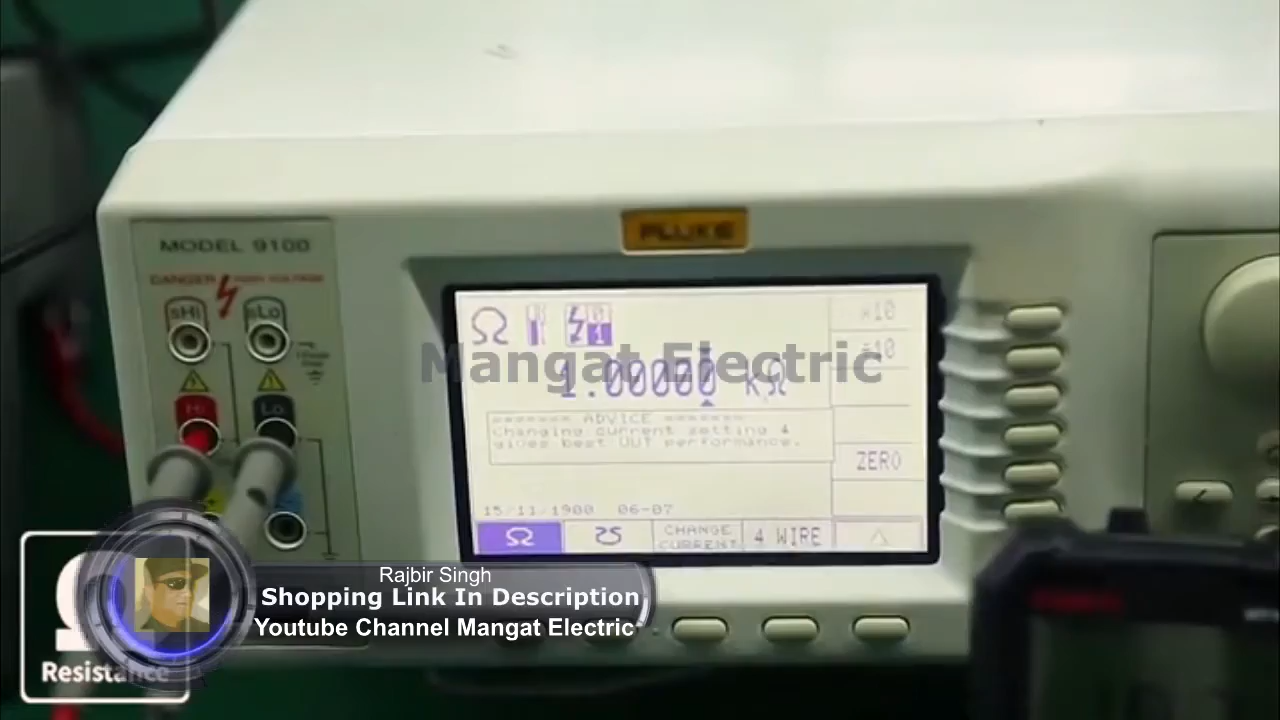 FLUKE
MODEL 9100
DANGER HIGH VOLTAGE
sHi sLo
Hi Lo
x10
÷10
Mangat Electric
1.00000 kΩ
======= ADVICE =======
Changing current setting 4
gives best UUT performance.
ZERO
15/11/1900 06-07
Ω
CHANGE
CURRENT
4 WIRE
Rajbir Singh
Shopping Link In Description
Youtube Channel Mangat Electric
Resistance